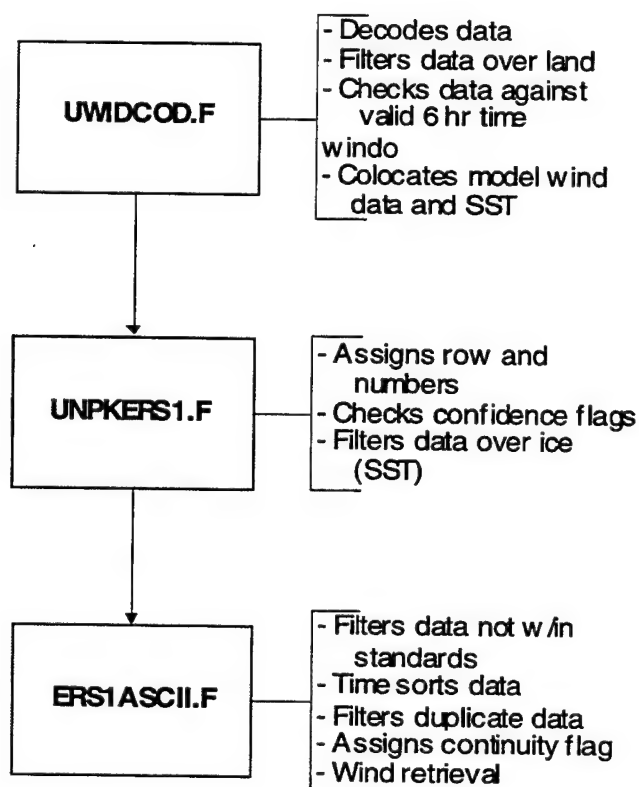 UWIDCOD.F
- Decodes data
- Filters data over land
- Checks data against
valid 6 hr time
windo
- Colocates model wind
data and SST
UNPKERS1.F
- Assigns row and
numbers
- Checks confidence flags
- Filters data over ice
(SST)
ERS1ASCII.F
- Filters data not w/in
standards
- Time sorts data
- Filters duplicate data
- Assigns continuity flag
- Wind retrieval